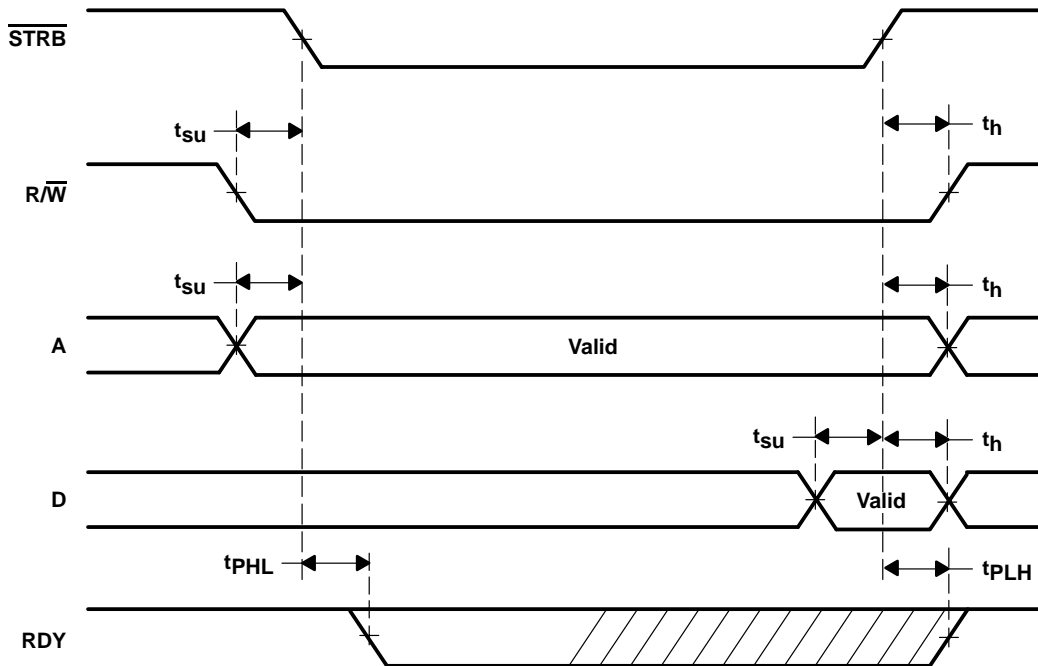 STRB
tsu
th
R/W
tsu
th
A
Valid
tsu
th
D
Valid
tPHL
tPLH
RDY